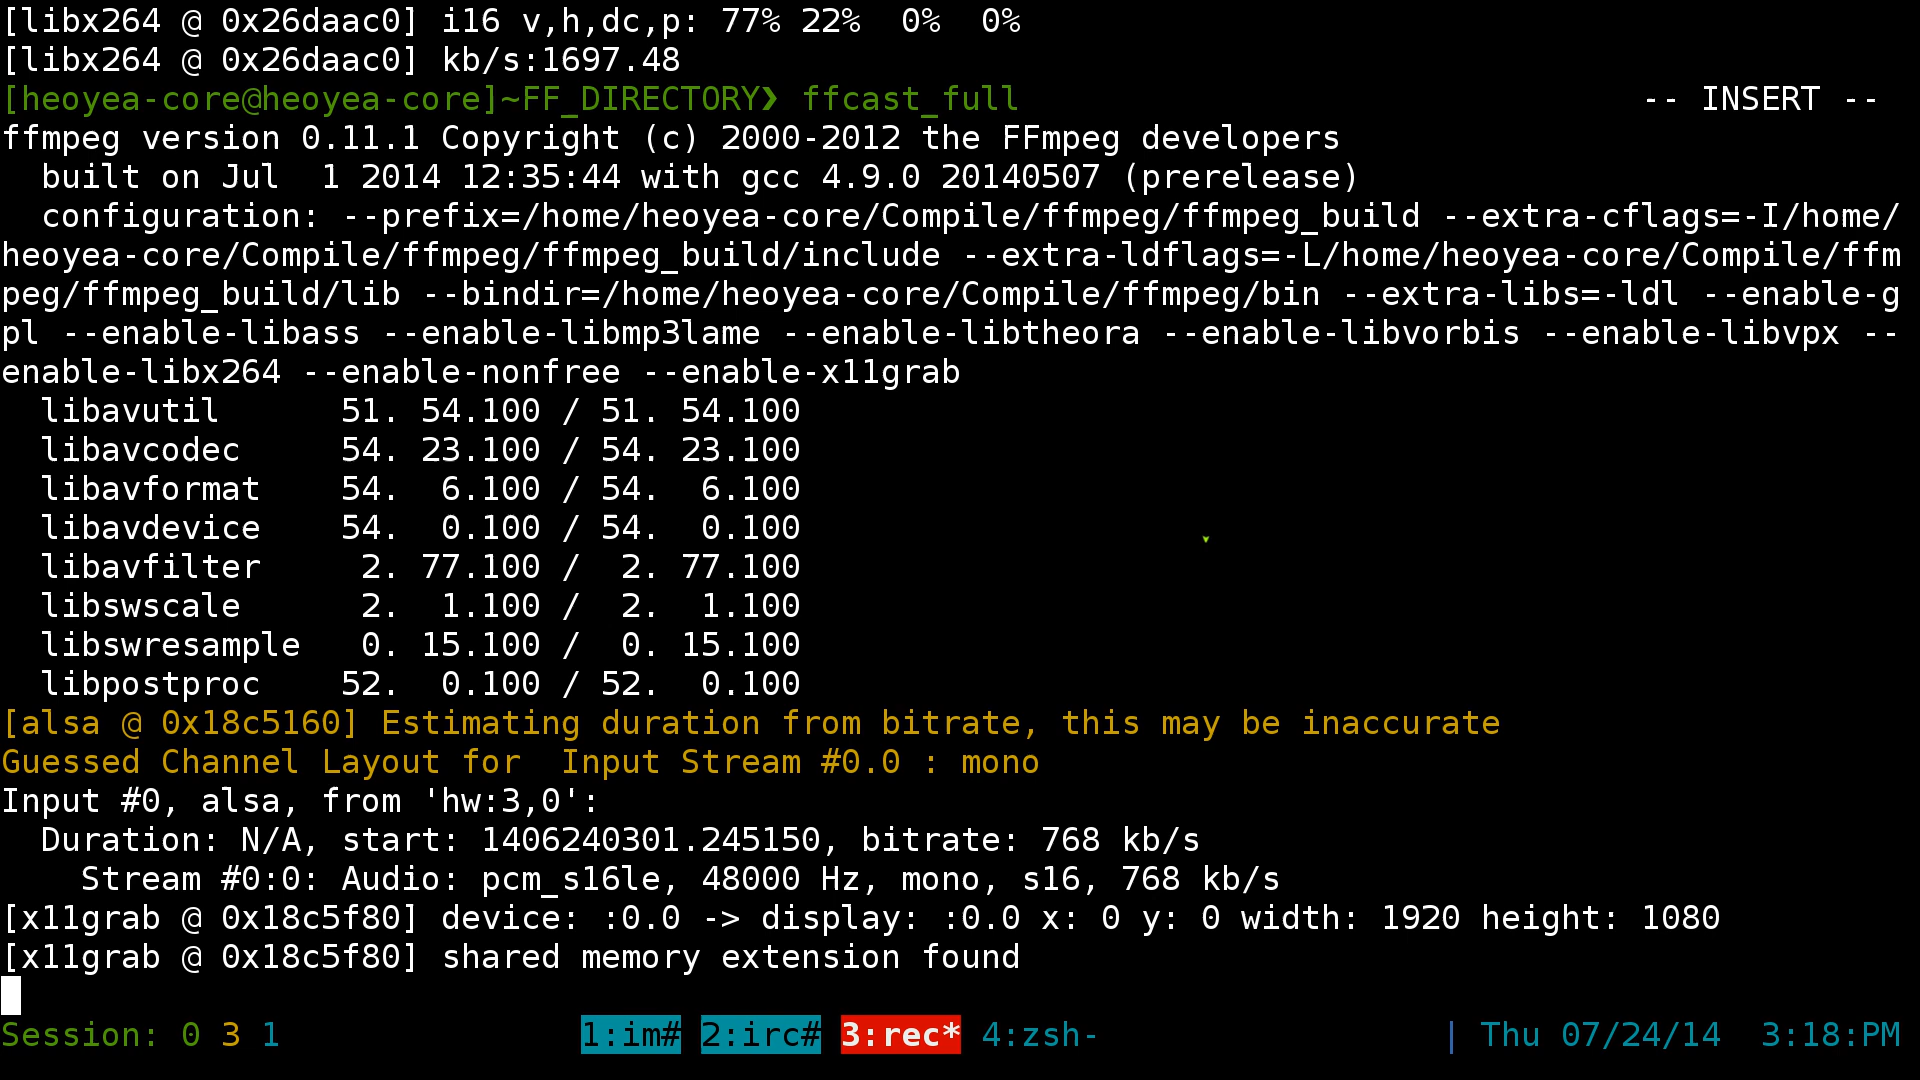 [libx264 @ 0x26daac0] i16 v,h,dc,p: 77% 22%  0%  0%
[libx264 @ 0x26daac0] kb/s:1697.48
[heoyea-core@heoyea-core]~FF_DIRECTORY❯ ffcast_full -- INSERT --
ffmpeg version 0.11.1 Copyright (c) 2000-2012 the FFmpeg developers
  built on Jul  1 2014 12:35:44 with gcc 4.9.0 20140507 (prerelease)
  configuration: --prefix=/home/heoyea-core/Compile/ffmpeg/ffmpeg_build --extra-cflags=-I/home/
heoyea-core/Compile/ffmpeg/ffmpeg_build/include --extra-ldflags=-L/home/heoyea-core/Compile/ffm
peg/ffmpeg_build/lib --bindir=/home/heoyea-core/Compile/ffmpeg/bin --extra-libs=-ldl --enable-g
pl --enable-libass --enable-libmp3lame --enable-libtheora --enable-libvorbis --enable-libvpx --
enable-libx264 --enable-nonfree --enable-x11grab
  libavutil      51. 54.100 / 51. 54.100
  libavcodec     54. 23.100 / 54. 23.100
  libavformat    54.  6.100 / 54.  6.100
  libavdevice    54.  0.100 / 54.  0.100
  libavfilter     2. 77.100 /  2. 77.100
  libswscale      2.  1.100 /  2.  1.100
  libswresample   0. 15.100 /  0. 15.100
  libpostproc    52.  0.100 / 52.  0.100
[alsa @ 0x18c5160] Estimating duration from bitrate, this may be inaccurate
Guessed Channel Layout for  Input Stream #0.0 : mono
Input #0, alsa, from 'hw:3,0':
  Duration: N/A, start: 1406240301.245150, bitrate: 768 kb/s
    Stream #0:0: Audio: pcm_s16le, 48000 Hz, mono, s16, 768 kb/s
[x11grab @ 0x18c5f80] device: :0.0 -> display: :0.0 x: 0 y: 0 width: 1920 height: 1080
[x11grab @ 0x18c5f80] shared memory extension found
Session: 0 3 1 1:im# 2:irc# 3:rec* 4:zsh- | Thu 07/24/14  3:18:PM